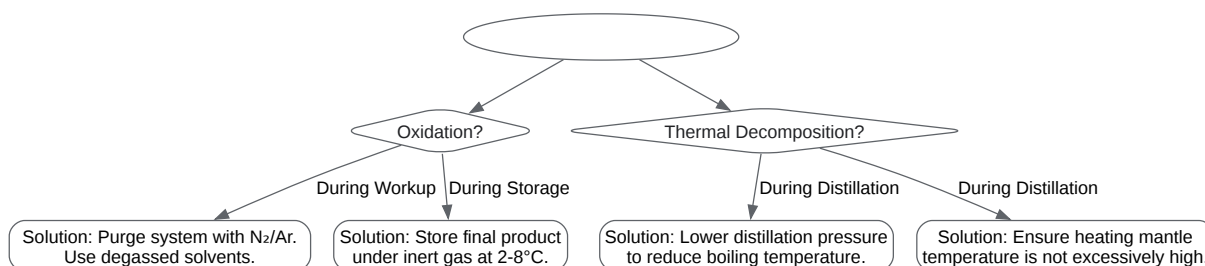 Oxidation?
Thermal Decomposition?
During Workup
During Storage
During Distillation
During Distillation
Solution: Purge system with N₂/Ar.
Use degassed solvents.
Solution: Store final product
under inert gas at 2-8°C.
Solution: Lower distillation pressure
to reduce boiling temperature.
Solution: Ensure heating mantle
temperature is not excessively high.